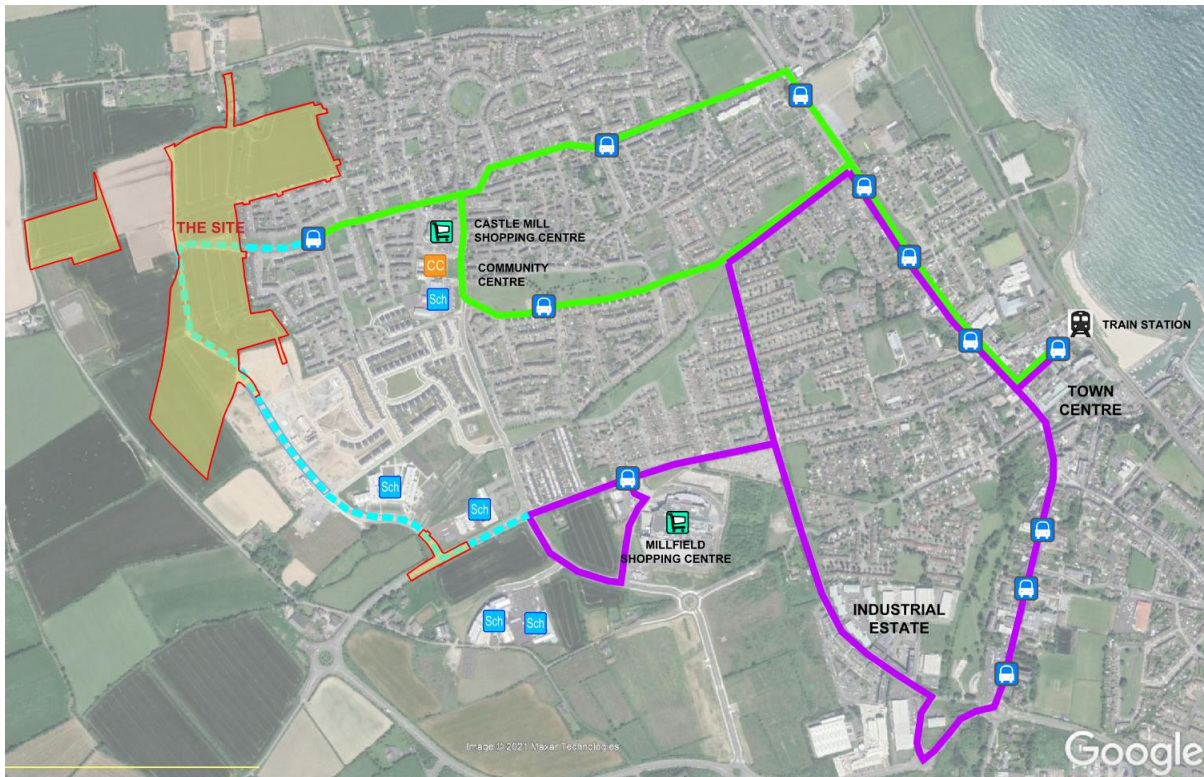 THE SITE
CASTLE MILL
SHOPPING CENTRE
CC
COMMUNITY
CENTRE
Sch
TRAIN STATION
TOWN
CENTRE
Sch
Sch
MILLFIELD
SHOPPING CENTRE
INDUSTRIAL
ESTATE
Sch
Sch
Image © 2021 Maxar Technologies
Google